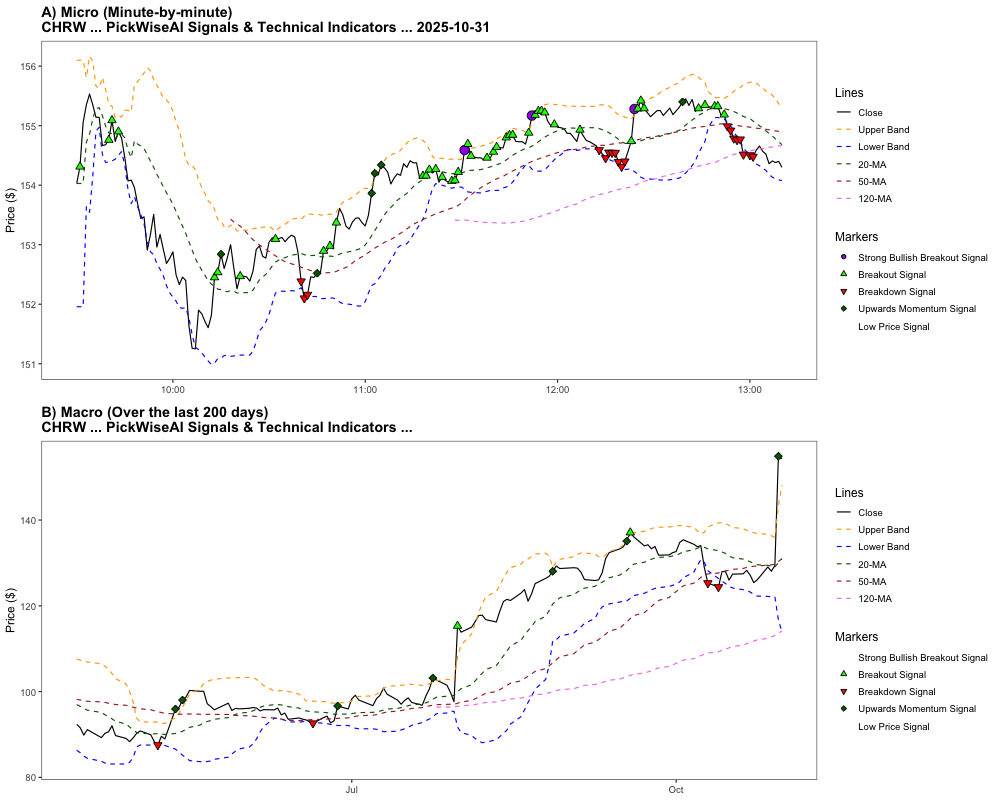 A) Micro (Minute-by-minute)
CHRW ... PickWiseAI Signals & Technical Indicators ... 2025-10-31
Price ($)
156
155
154
153
152
151
10:00
11:00
12:00
13:00
Lines
Close
Upper Band
Lower Band
20-MA
50-MA
120-MA
Markers
Strong Bullish Breakout Signal
Breakout Signal
Breakdown Signal
Upwards Momentum Signal
Low Price Signal
B) Macro (Over the last 200 days)
CHRW ... PickWiseAI Signals & Technical Indicators ...
Price ($)
140
120
100
80
Jul
Oct
Lines
Close
Upper Band
Lower Band
20-MA
50-MA
120-MA
Markers
Strong Bullish Breakout Signal
Breakout Signal
Breakdown Signal
Upwards Momentum Signal
Low Price Signal